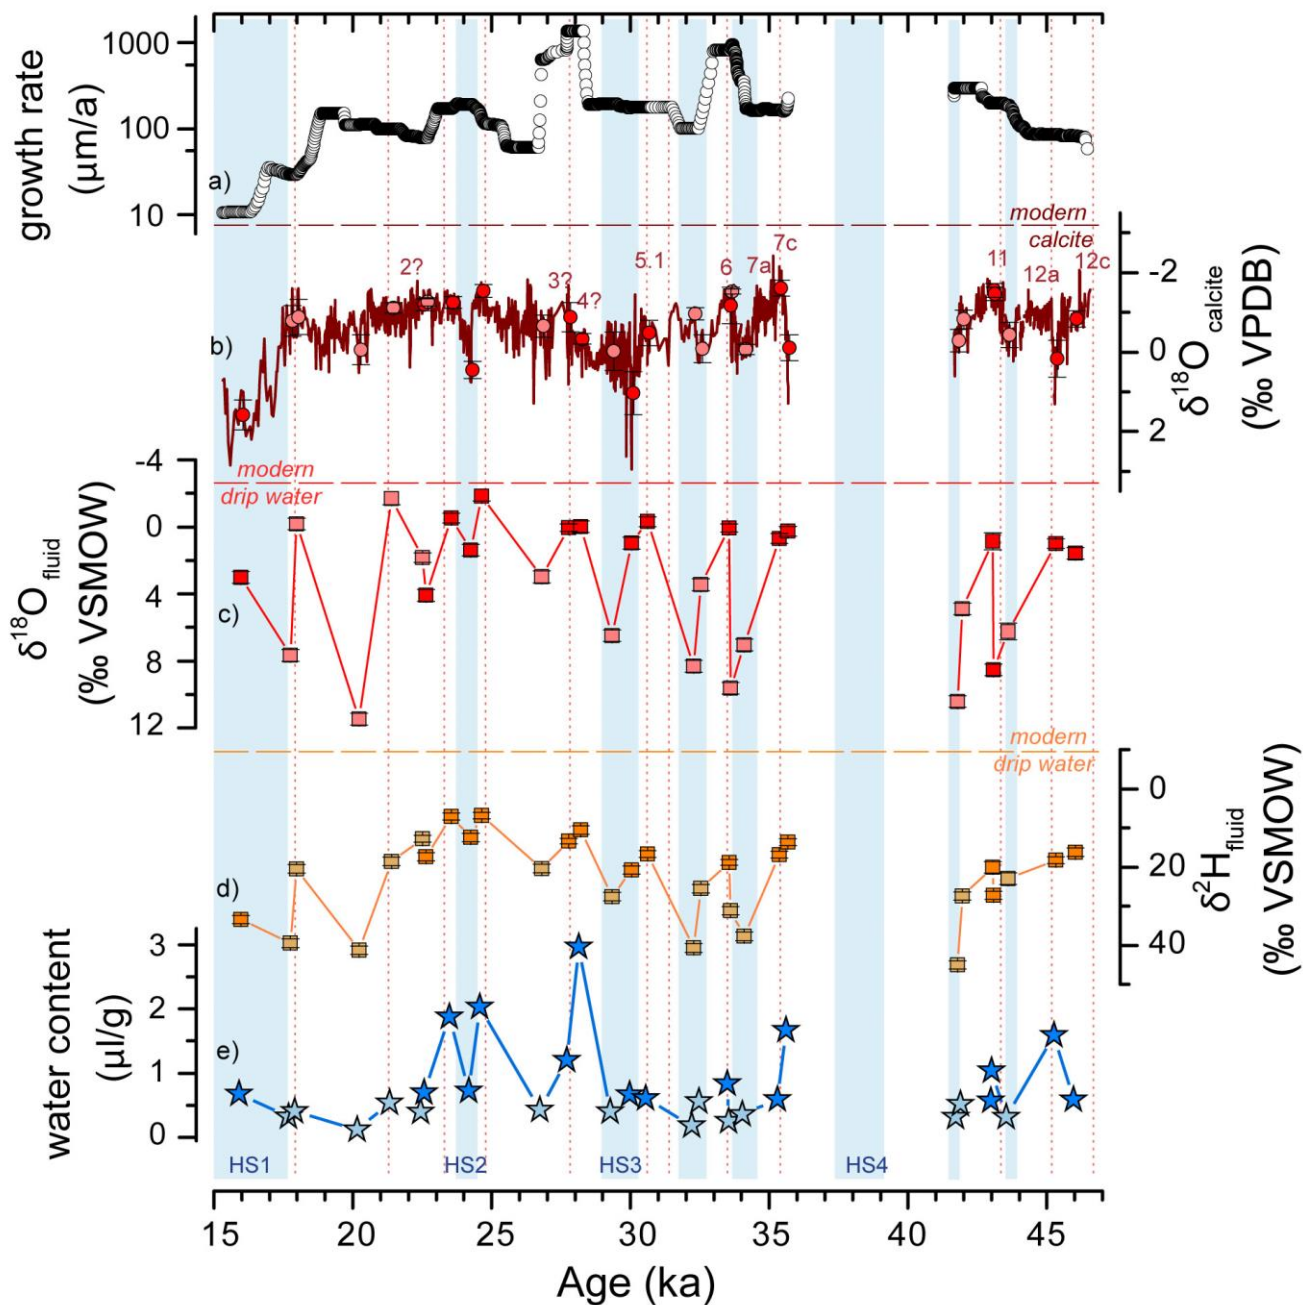 growth rate
(µm/a)
1000
100
10
a)
modern
calcite
2?
3?
4?
5.1
6
7a
7c
11
12a
12c
b)
-2
0
2
δ18Ocalcite
(‰ VPDB)
modern
drip water
-4
0
4
8
12
δ18Ofluid
(‰ VSMOW)
c)
modern
drip water
0
20
40
δ2Hfluid
(‰ VSMOW)
d)
3
2
1
0
water content
(µl/g)
e)
HS1 HS2 HS3 HS4
15 20 25 30 35 40 45
Age (ka)